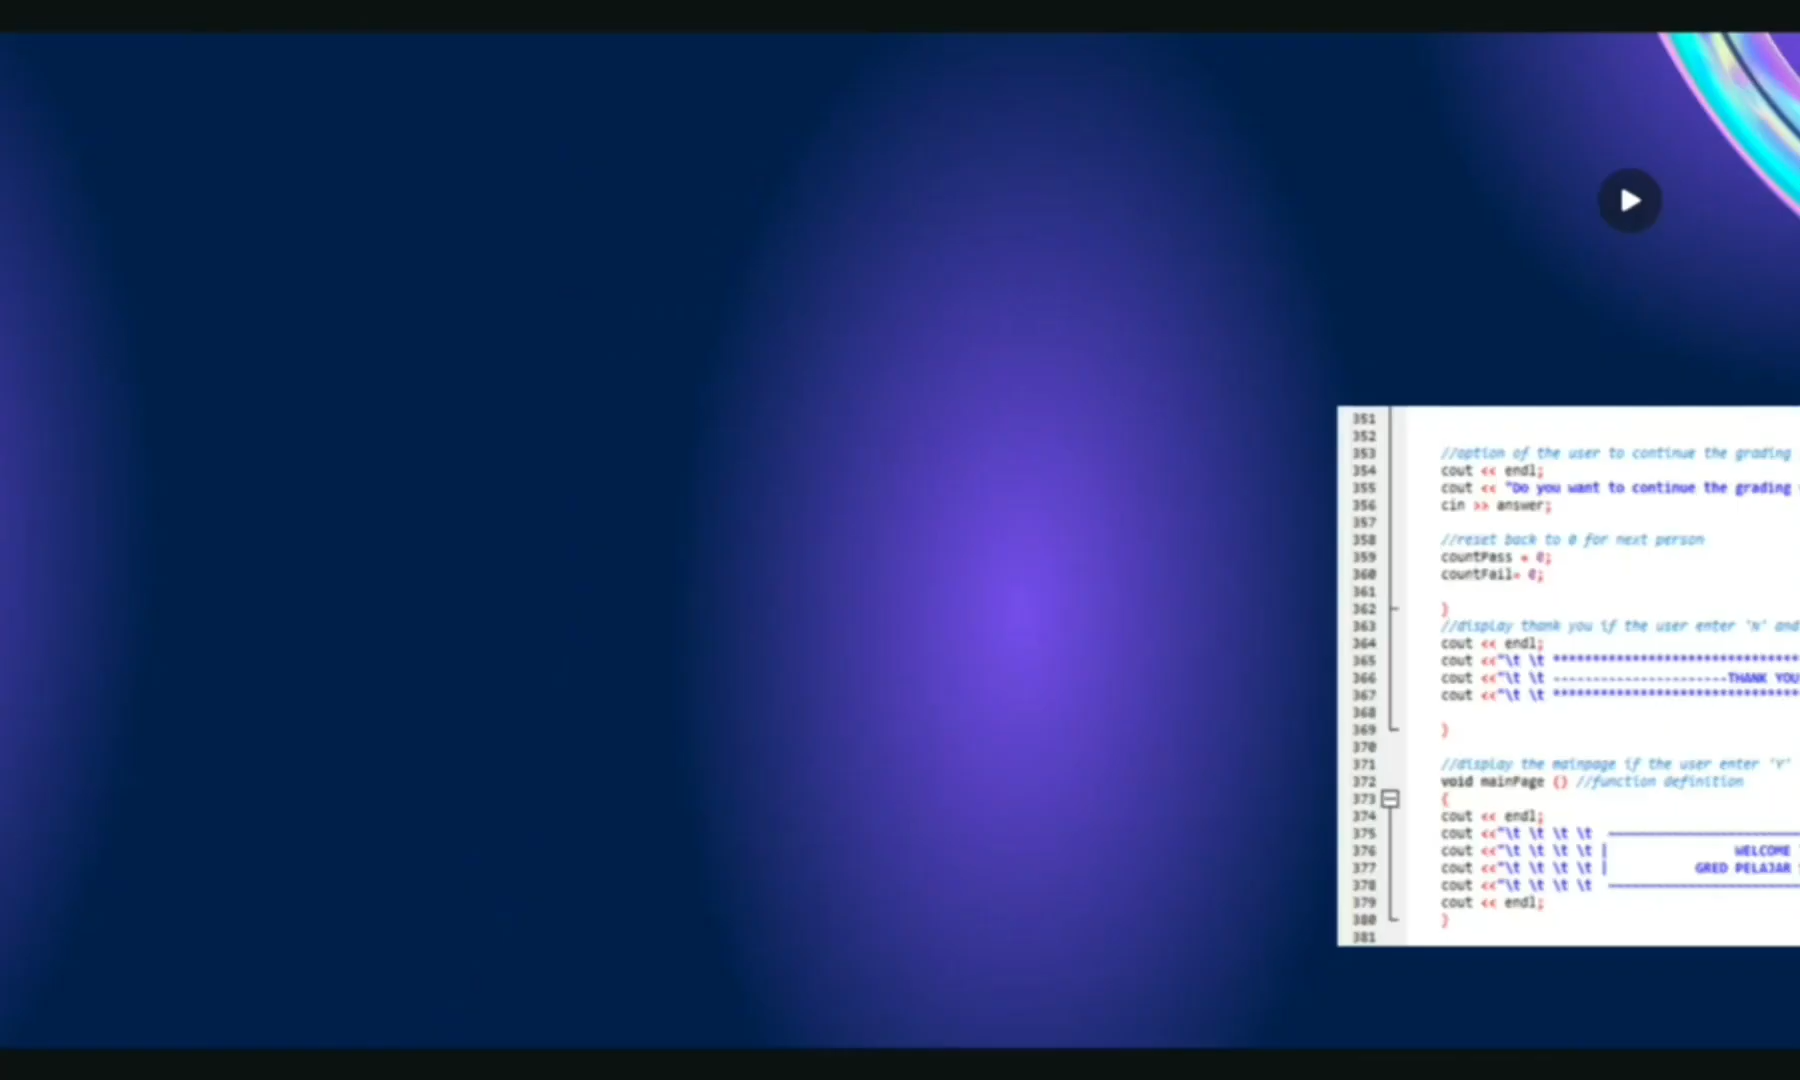 351
352
353 //option of the user to continue the grading
354 cout << endl;
355 cout << "Do you want to continue the grading
356 cin >> answer;
357
358 //reset back to 0 for next person
359 countPass = 0;
360 countFail= 0;
361
362 }
363 //display thank you if the user enter 'N' and
364 cout << endl;
365 cout <<"\t \t *******************************
366 cout <<"\t \t ----------------------THANK YOU
367 cout <<"\t \t *******************************
368
369 }
370
371 //display the mainpage if the user enter 'Y'
372 void mainPage () //function definition
373 {
374 cout << endl;
375 cout <<"\t \t \t \t ________________________
376 cout <<"\t \t \t \t | WELCOME
377 cout <<"\t \t \t \t | GRED PELAJAR
378 cout <<"\t \t \t \t ________________________
379 cout << endl;
380 }
381